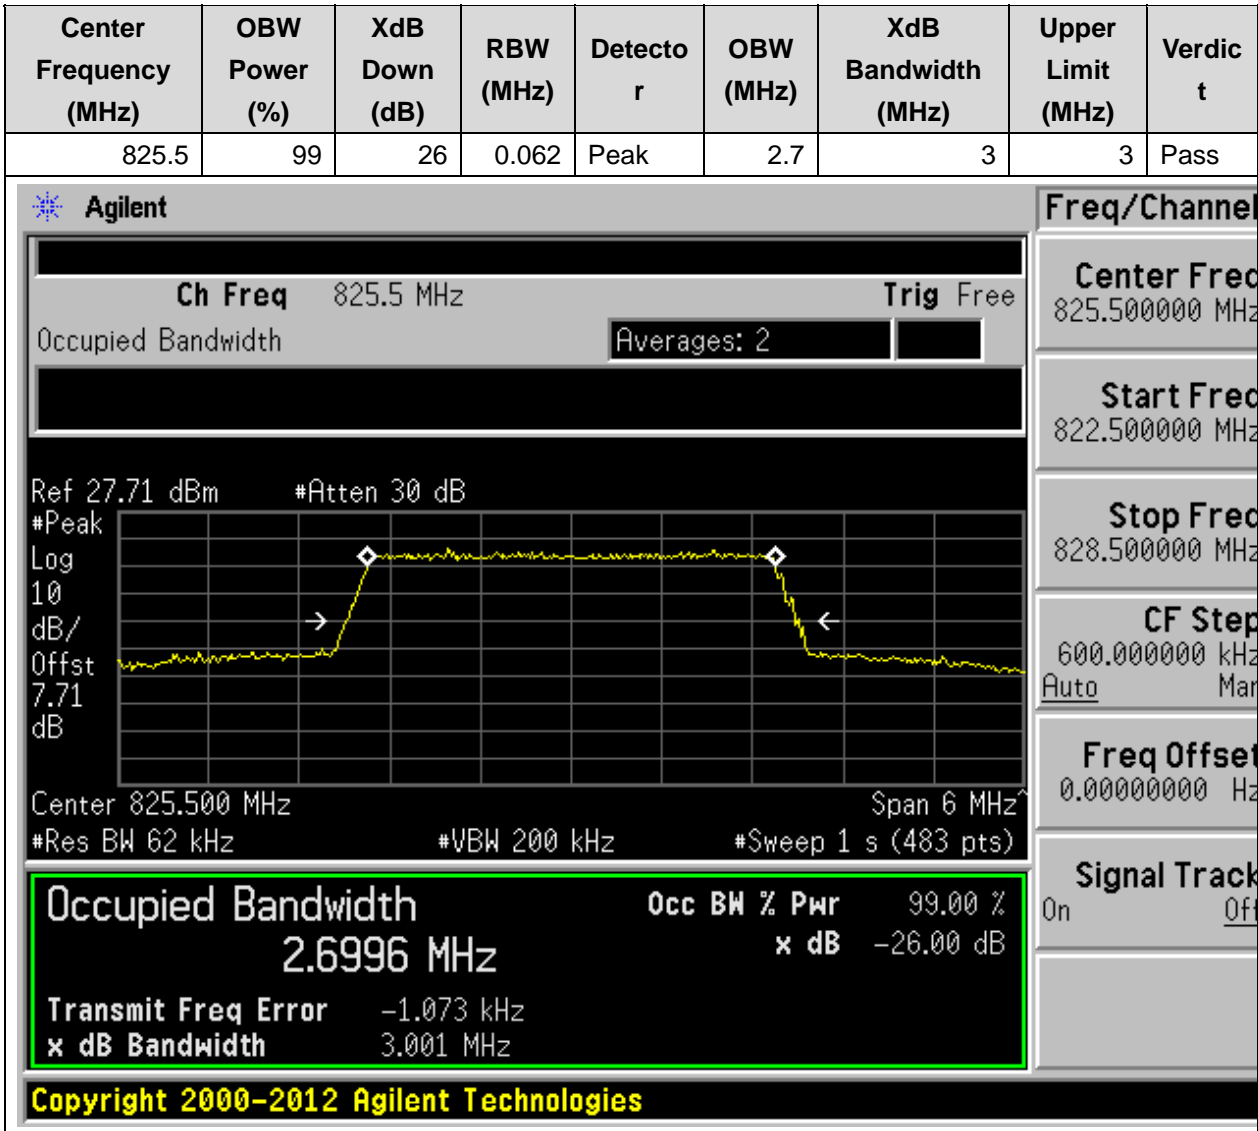 Center Frequency (MHz) OBW Power (%) XdB Down (dB) RBW (MHz) Detecto r OBW (MHz) XdB Bandwidth (MHz) Upper Limit (MHz) Verdic t
825.5 99 26 0.062 Peak 2.7 3 3 Pass
Agilent
Freq/Channel
Ch Freq 825.5 MHz Trig Free
Occupied Bandwidth Averages: 2
Ref 27.71 dBm #Atten 30 dB
#Peak
Log
10
dB/
Offst
7.71
dB
Center 825.500 MHz Span 6 MHz^
#Res BW 62 kHz #VBW 200 kHz #Sweep 1 s (483 pts)
Occupied Bandwidth Occ BW % Pwr 99.00 %
2.6996 MHz x dB -26.00 dB
Transmit Freq Error -1.073 kHz
x dB Bandwidth 3.001 MHz
Center Freq
825.500000 MHz
Start Freq
822.500000 MHz
Stop Freq
828.500000 MHz
CF Step
600.000000 kHz
Auto Man
Freq Offset
0.00000000 Hz
Signal Track
On Off
Copyright 2000-2012 Agilent Technologies